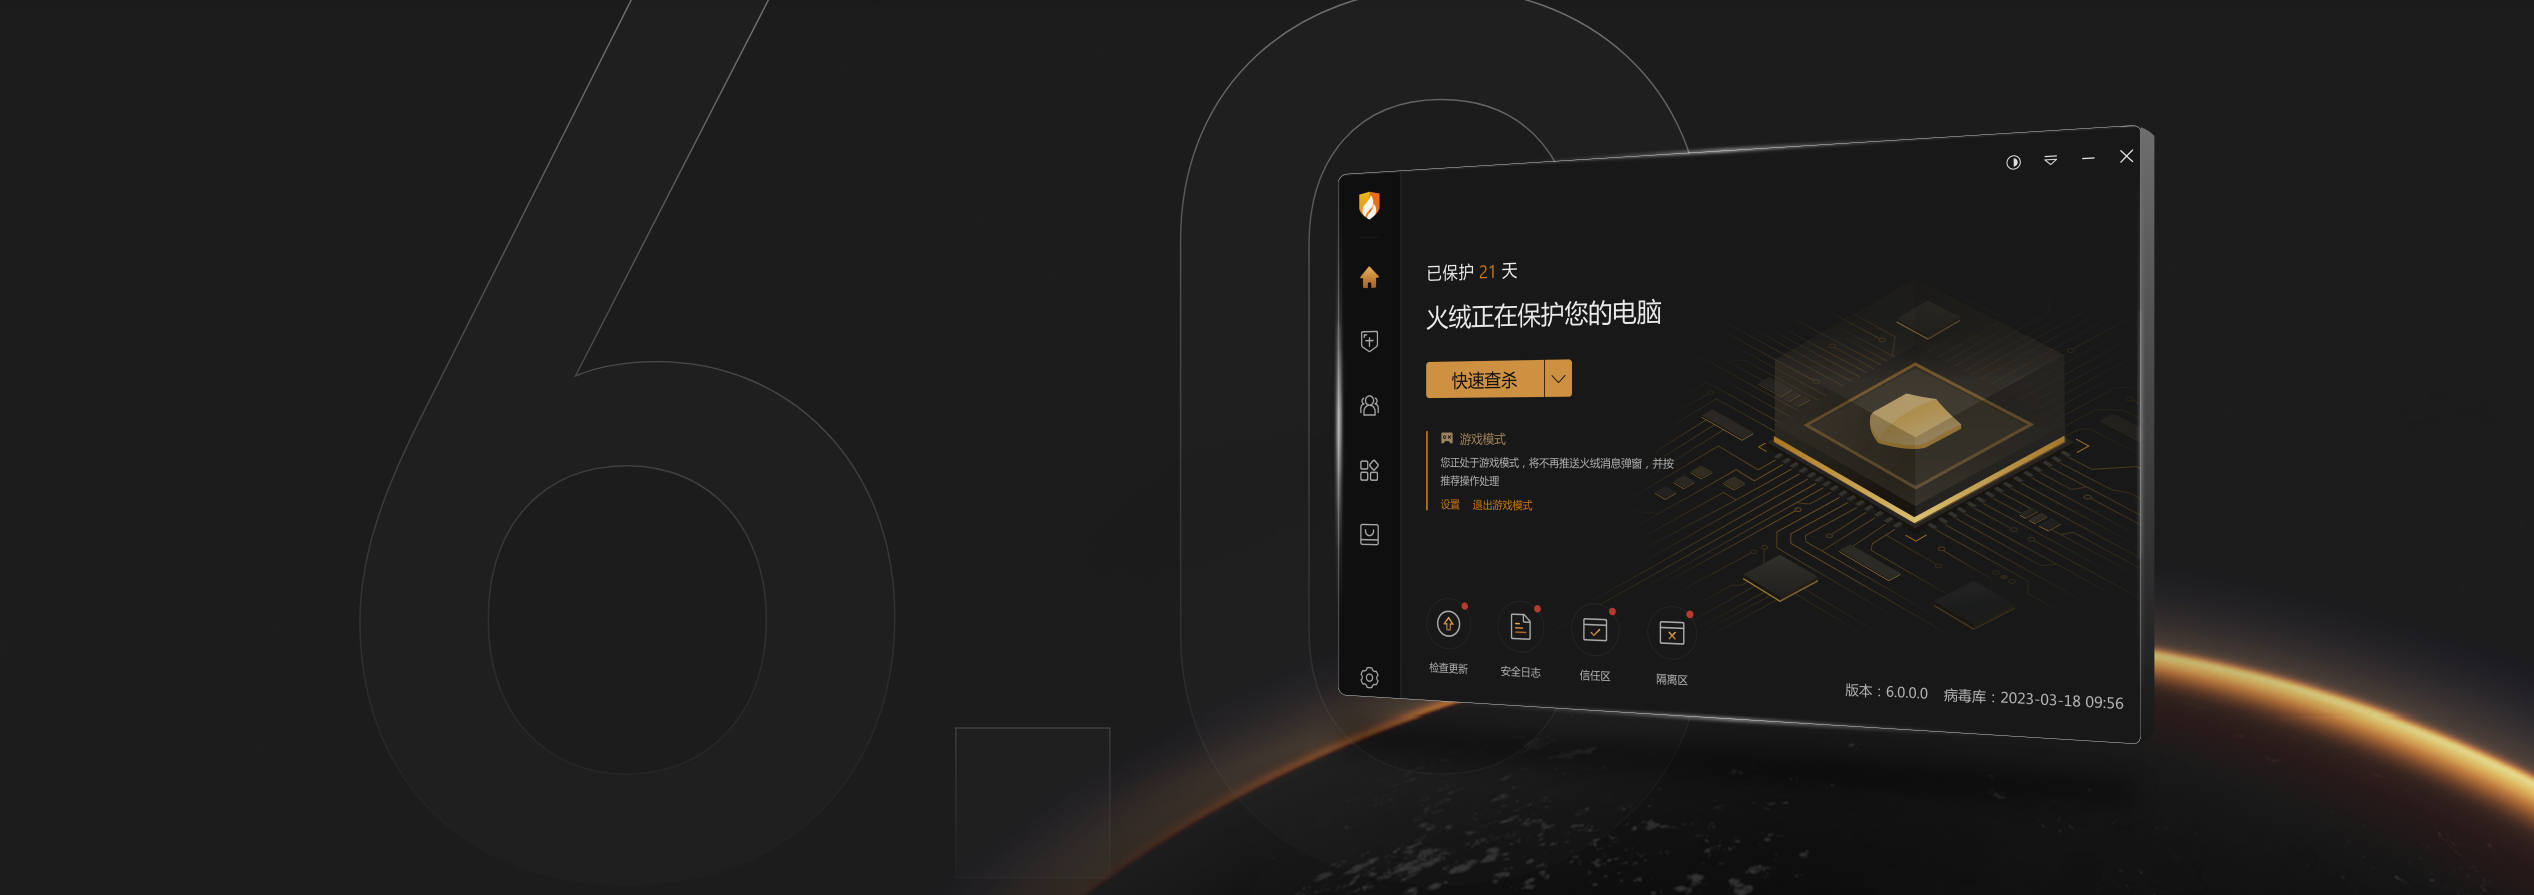 6.0
已保护 21 天
火绒正在保护您的电脑
快速查杀
游戏模式
您正处于游戏模式，将不再推送火绒消息弹窗，并按
推荐操作处理
设置 退出游戏模式
检查更新 安全日志 信任区 隔离区
版本：6.0.0.0 病毒库：2023-03-18 09:56